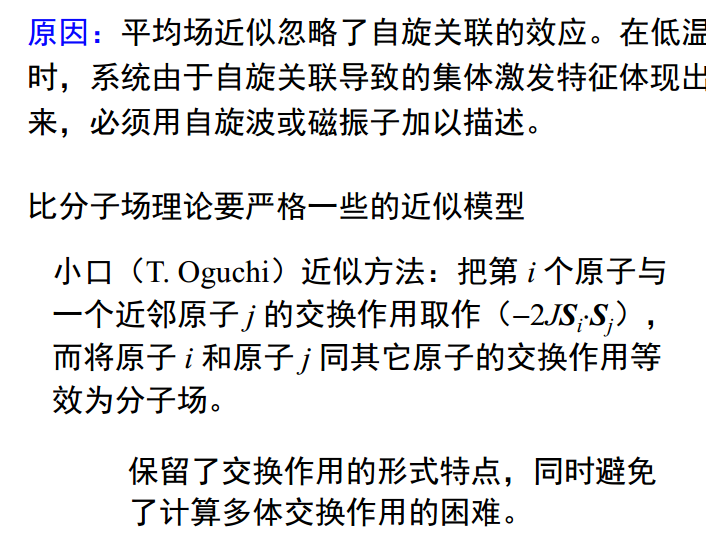 原因：平均场近似忽略了自旋关联的效应。在低温
时，系统由于自旋关联导致的集体激发特征体现出
来，必须用自旋波或磁振子加以描述。
比分子场理论要严格一些的近似模型
小口（T. Oguchi）近似方法：把第 i 个原子与
一个近邻原子 j 的交换作用取作（−2JSi·Sj），
而将原子 i 和原子 j 同其它原子的交换作用等
效为分子场。
保留了交换作用的形式特点，同时避免
了计算多体交换作用的困难。